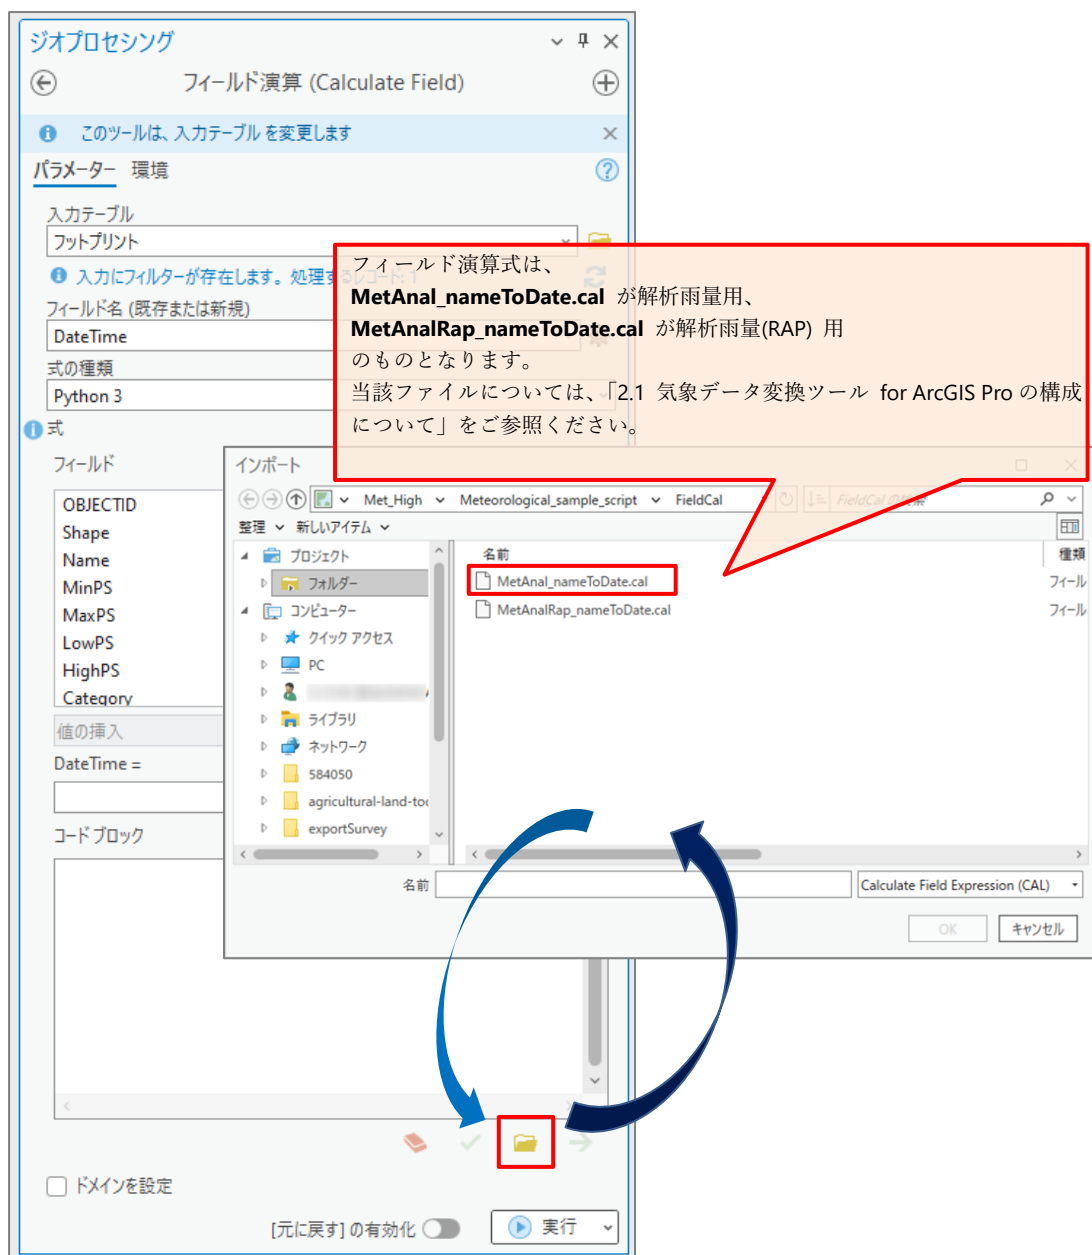 ジオプロセシング
フィールド演算 (Calculate Field)
このツールは、入力テーブル を変更します
パラメーター 環境
入力テーブル
フットプリント
入力にフィルターが存在します。処理するレコード: 1
フィールド名 (既存または新規)
DateTime
式の種類
Python 3
式
フィールド
OBJECTID
Shape
Name
MinPS
MaxPS
LowPS
HighPS
Category
値の挿入
DateTime =
コード ブロック
フィールド演算式は、
MetAnal_nameToDate.cal が解析雨量用、
MetAnalRap_nameToDate.cal が解析雨量(RAP) 用
のものとなります。
当該ファイルについては、「2.1 気象データ変換ツール for ArcGIS Pro の構成
について」をご参照ください。
インポート
Met_High Meteorological_sample_script FieldCal FieldCal の検索
整理 新しいアイテム
プロジェクト
フォルダー
コンピューター
クイック アクセス
PC
ライブラリ
ネットワーク
584050
agricultural-land-too
exportSurvey
名前 種類
MetAnal_nameToDate.cal フィール
MetAnalRap_nameToDate.cal フィール
名前 Calculate Field Expression (CAL)
OK キャンセル
ドメインを設定
[元に戻す] の有効化 実行